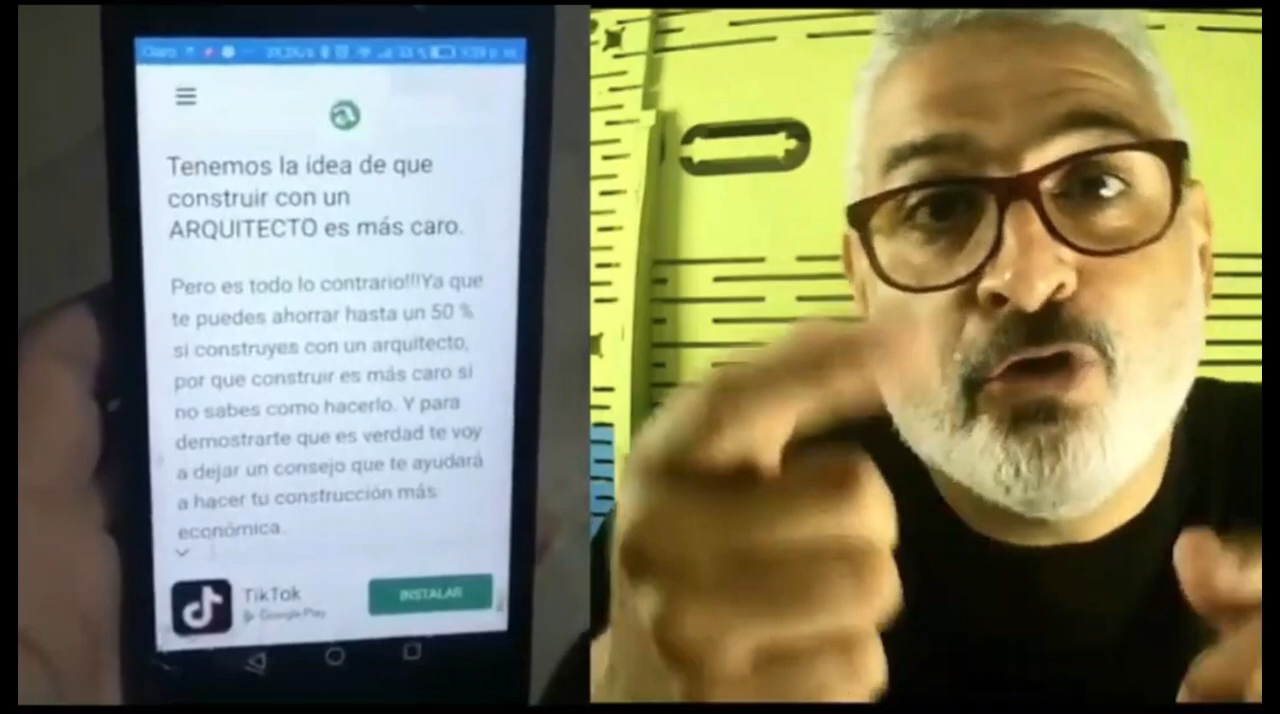 Claro
Tenemos la idea de que
construir con un
ARQUITECTO es más caro.
Pero es todo lo contrario!!!Ya que
te puedes ahorrar hasta un 50 %
si construyes con un arquitecto,
por que construir es más caro si
no sabes como hacerlo. Y para
demostrarte que es verdad te voy
a dejar un consejo que te ayudará
a hacer tu construcción más
económica.
TikTok
Google Play
INSTALAR